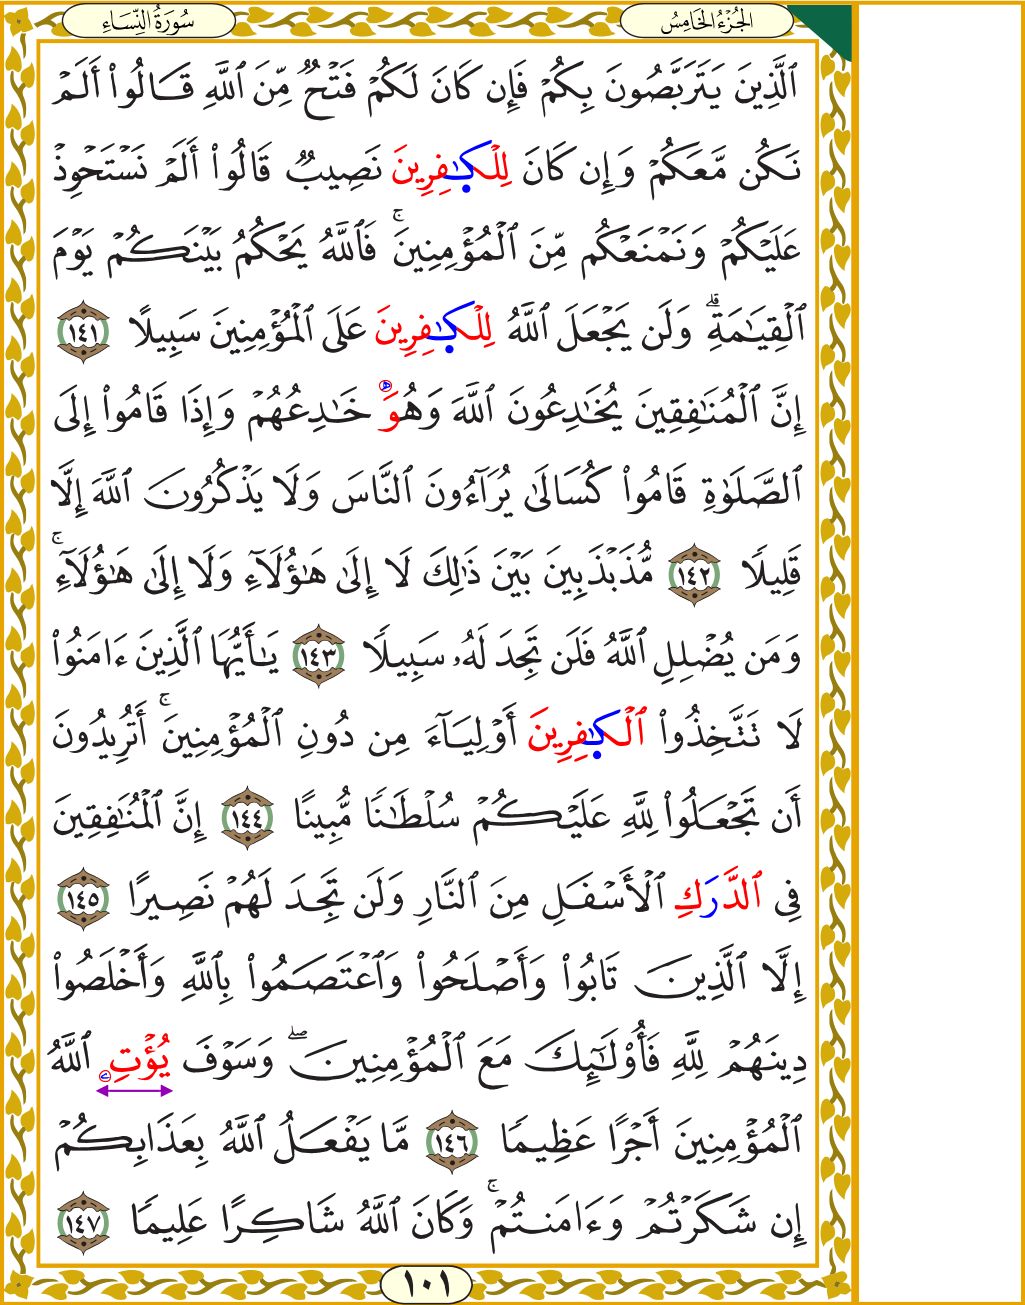 الجُزْءُ الخَامِسُ
سُورَةُ النِّسَاءِ
ٱلَّذِينَ يَتَرَبَّصُونَ بِكُمْ فَإِن كَانَ لَكُمْ فَتْحٌ مِّنَ ٱللَّهِ قَالُوا۟ أَلَمْ
نَكُن مَّعَكُمْ وَإِن كَانَ لِلْكَٰفِرِينَ نَصِيبٌ قَالُوا۟ أَلَمْ نَسْتَحْوِذْ
عَلَيْكُمْ وَنَمْنَعْكُم مِّنَ ٱلْمُؤْمِنِينَ ۚ فَٱللَّهُ يَحْكُمُ بَيْنَكُمْ يَوْمَ
ٱلْقِيَٰمَةِ ۗ وَلَن يَجْعَلَ ٱللَّهُ لِلْكَٰفِرِينَ عَلَى ٱلْمُؤْمِنِينَ سَبِيلًا ١٤١
إِنَّ ٱلْمُنَٰفِقِينَ يُخَٰدِعُونَ ٱللَّهَ وَهُوَ خَٰدِعُهُمْ وَإِذَا قَامُوا۟ إِلَى
ٱلصَّلَوٰةِ قَامُوا۟ كُسَالَىٰ يُرَآءُونَ ٱلنَّاسَ وَلَا يَذْكُرُونَ ٱللَّهَ إِلَّا
قَلِيلًا ١٤٢ مُّذَبْذَبِينَ بَيْنَ ذَٰلِكَ لَا إِلَىٰ هَٰؤُلَآءِ وَلَا إِلَىٰ هَٰؤُلَآءِ ۚ
وَمَن يُضْلِلِ ٱللَّهُ فَلَن تَجِدَ لَهُۥ سَبِيلًا ١٤٣ يَٰأَيُّهَا ٱلَّذِينَ ءَامَنُوا۟
لَا تَتَّخِذُوا۟ ٱلْكَٰفِرِينَ أَوْلِيَآءَ مِن دُونِ ٱلْمُؤْمِنِينَ ۚ أَتُرِيدُونَ
أَن تَجْعَلُوا۟ لِلَّهِ عَلَيْكُمْ سُلْطَٰنًا مُّبِينًا ١٤٤ إِنَّ ٱلْمُنَٰفِقِينَ
فِى ٱلدَّرَكِ ٱلْأَسْفَلِ مِنَ ٱلنَّارِ وَلَن تَجِدَ لَهُمْ نَصِيرًا ١٤٥
إِلَّا ٱلَّذِينَ تَابُوا۟ وَأَصْلَحُوا۟ وَٱعْتَصَمُوا۟ بِٱللَّهِ وَأَخْلَصُوا۟
دِينَهُمْ لِلَّهِ فَأُو۟لَٰٓئِكَ مَعَ ٱلْمُؤْمِنِينَ ۖ وَسَوْفَ يُؤْتِ ٱللَّهُ
ٱلْمُؤْمِنِينَ أَجْرًا عَظِيمًا ١٤٦ مَّا يَفْعَلُ ٱللَّهُ بِعَذَابِكُمْ
إِن شَكَرْتُمْ وَءَامَنتُمْ ۚ وَكَانَ ٱللَّهُ شَاكِرًا عَلِيمًا ١٤٧
١٠١